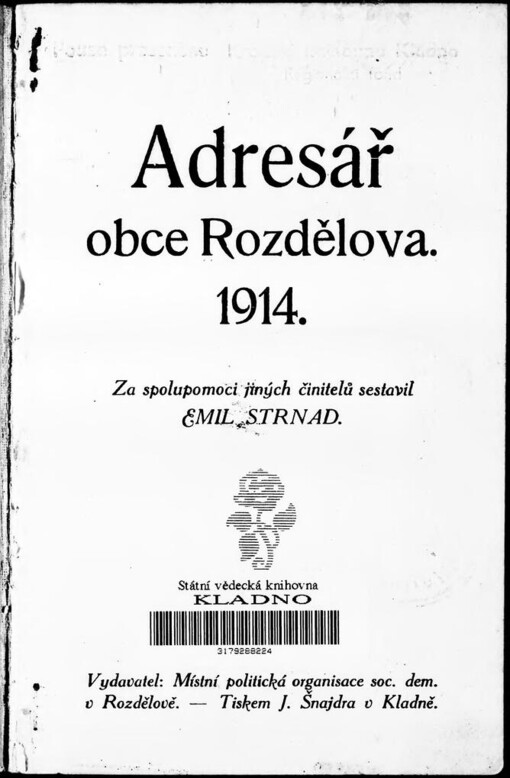 Adresář
obce Rozdělova.
1914.
Za spolupomoci jiných činitelů sestavil
EMIL STRNAD.
Státní vědecká knihovna
KLADNO
3179288224
Vydavatel: Místní politická organisace soc. dem.
v Rozdělově. — Tiskem J. Šnajdra v Kladně.